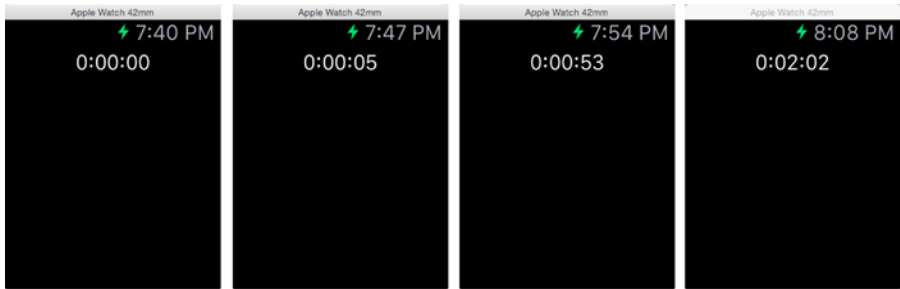 Apple Watch 42mm
7:40 PM
0:00:00
Apple Watch 42mm
7:47 PM
0:00:05
Apple Watch 42mm
7:54 PM
0:00:53
Apple Watch 42mm
8:08 PM
0:02:02